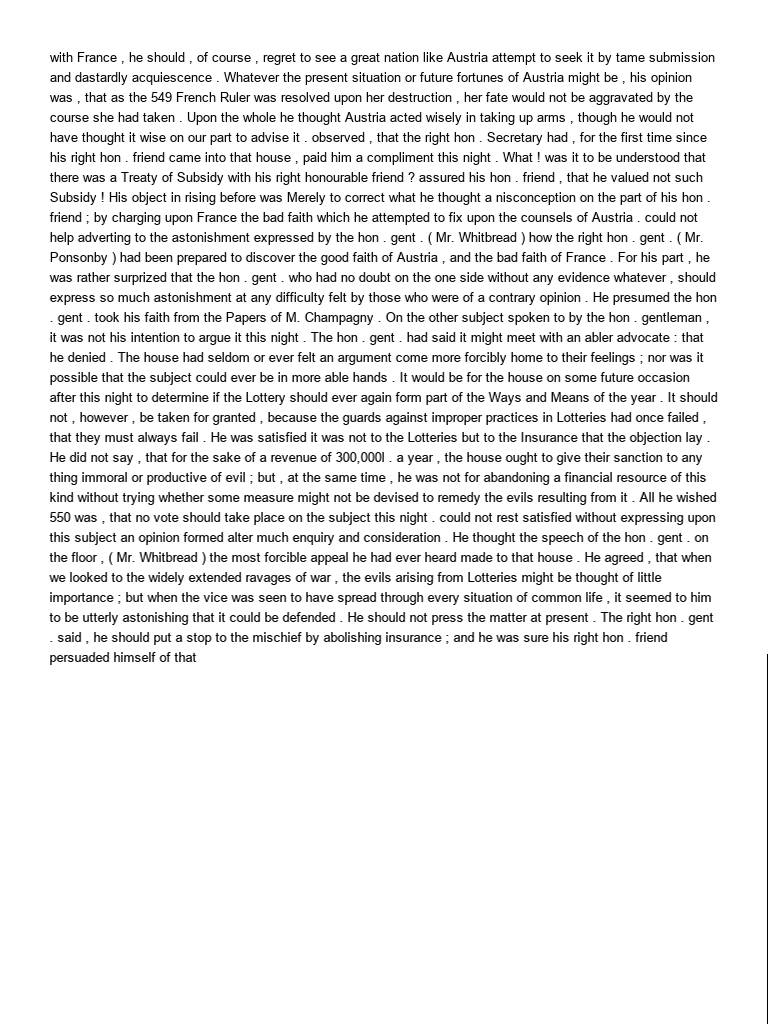 with France , he should , of course , regret to see a great nation like Austria attempt to seek it by tame submission
and dastardly acquiescence . Whatever the present situation or future fortunes of Austria might be , his opinion
was , that as the 549 French Ruler was resolved upon her destruction , her fate would not be aggravated by the
course she had taken . Upon the whole he thought Austria acted wisely in taking up arms , though he would not
have thought it wise on our part to advise it . observed , that the right hon . Secretary had , for the first time since
his right hon . friend came into that house , paid him a compliment this night . What ! was it to be understood that
there was a Treaty of Subsidy with his right honourable friend ? assured his hon . friend , that he valued not such
Subsidy ! His object in rising before was Merely to correct what he thought a nisconception on the part of his hon .
friend ; by charging upon France the bad faith which he attempted to fix upon the counsels of Austria . could not
help adverting to the astonishment expressed by the hon . gent . ( Mr. Whitbread ) how the right hon . gent . ( Mr.
Ponsonby ) had been prepared to discover the good faith of Austria , and the bad faith of France . For his part , he
was rather surprized that the hon . gent . who had no doubt on the one side without any evidence whatever , should
express so much astonishment at any difficulty felt by those who were of a contrary opinion . He presumed the hon
. gent . took his faith from the Papers of M. Champagny . On the other subject spoken to by the hon . gentleman ,
it was not his intention to argue it this night . The hon . gent . had said it might meet with an abler advocate : that
he denied . The house had seldom or ever felt an argument come more forcibly home to their feelings ; nor was it
possible that the subject could ever be in more able hands . It would be for the house on some future occasion
after this night to determine if the Lottery should ever again form part of the Ways and Means of the year . It should
not , however , be taken for granted , because the guards against improper practices in Lotteries had once failed ,
that they must always fail . He was satisfied it was not to the Lotteries but to the Insurance that the objection lay .
He did not say , that for the sake of a revenue of 300,000l . a year , the house ought to give their sanction to any
thing immoral or productive of evil ; but , at the same time , he was not for abandoning a financial resource of this
kind without trying whether some measure might not be devised to remedy the evils resulting from it . All he wished
550 was , that no vote should take place on the subject this night . could not rest satisfied without expressing upon
this subject an opinion formed alter much enquiry and consideration . He thought the speech of the hon . gent . on
the floor , ( Mr. Whitbread ) the most forcible appeal he had ever heard made to that house . He agreed , that when
we looked to the widely extended ravages of war , the evils arising from Lotteries might be thought of little
importance ; but when the vice was seen to have spread through every situation of common life , it seemed to him
to be utterly astonishing that it could be defended . He should not press the matter at present . The right hon . gent
. said , he should put a stop to the mischief by abolishing insurance ; and he was sure his right hon . friend
persuaded himself of that